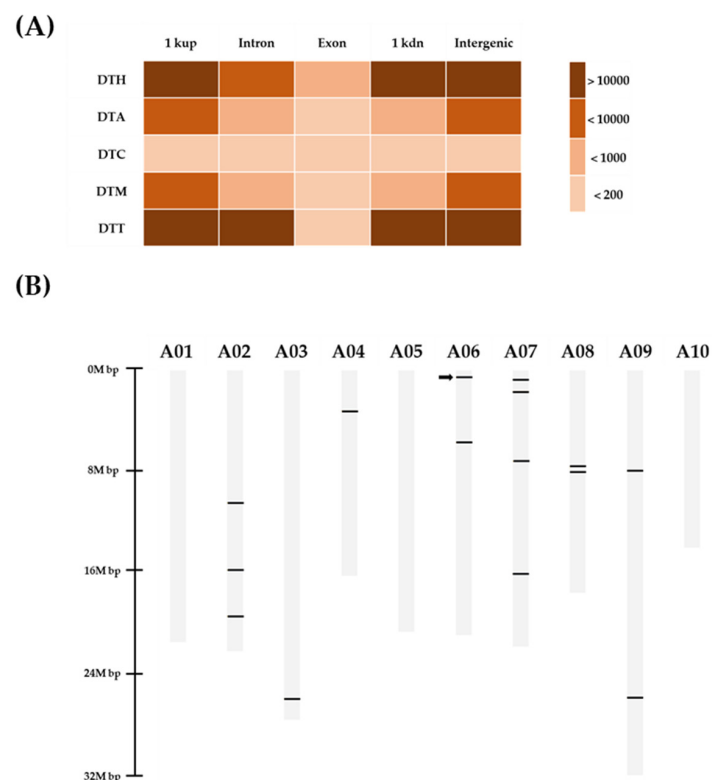 (A)
1 kup Intron Exon 1 kdn Intergenic
DTH
DTA
DTC
DTM
DTT
> 10000
< 10000
< 1000
< 200
(B)
A01 A02 A03 A04 A05 A06 A07 A08 A09 A10
0M bp
8M bp
16M bp
24M bp
32M bp